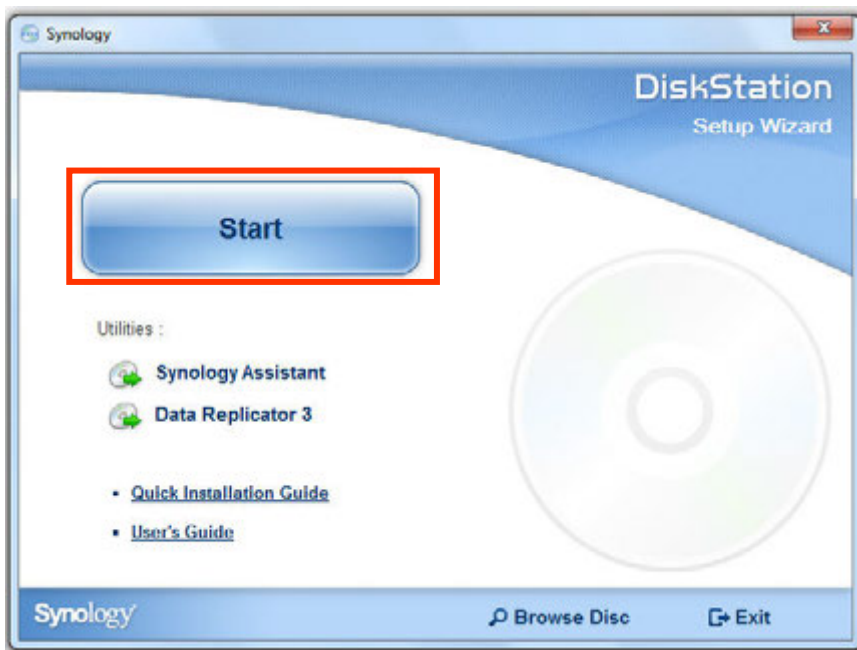 Synology
DiskStation
Setup Wizard
Start
Utilities :
Synology Assistant
Data Replicator 3
Quick Installation Guide
User's Guide
Synology
Browse Disc
Exit